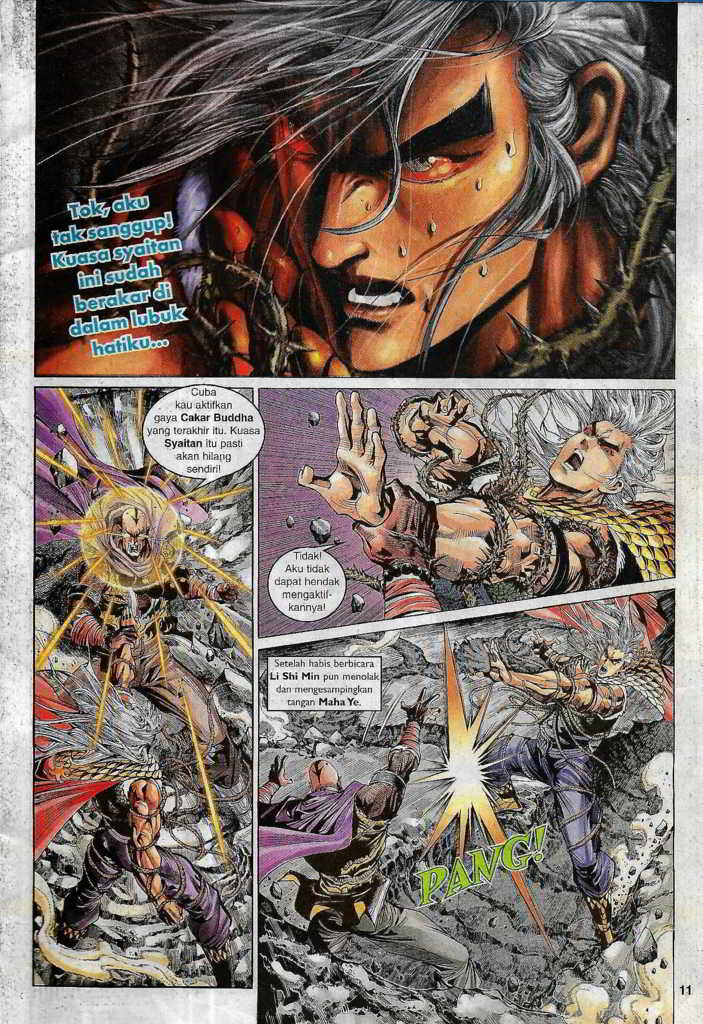 Tok, aku
tak sanggup!
Kuasa syaitan
ini sudah
berakar di
dalam lubuk
hatiku...
Cuba
kau aktifkan
gaya Cakar Buddha
yang terakhir itu. Kuasa
Syaitan itu pasti
akan hilang
sendiri!
Tidak!
Aku tidak
dapat hendak
mengaktif-
kannya!
Setelah habis berbicara
Li Shi Min pun menolak
dan mengesampingkan
tangan Maha Ye.
PANG!
11